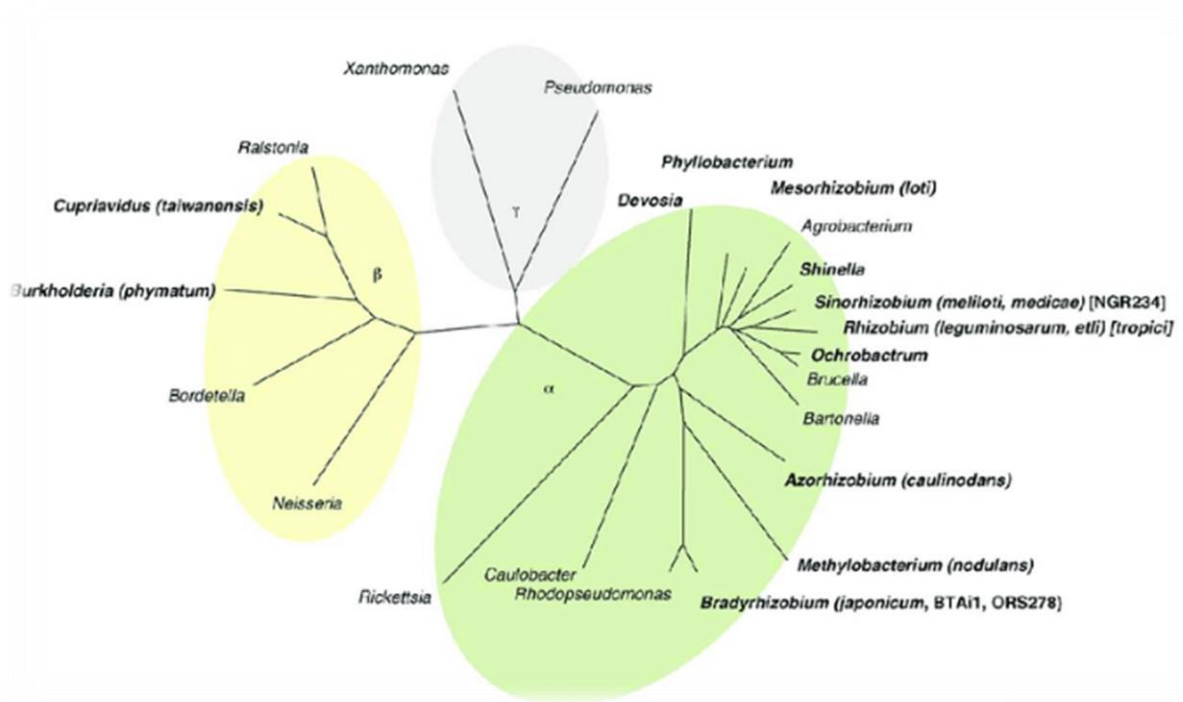 Xanthomonas
Pseudomonas
Ralstonia
Phyllobacterium
Mesorhizobium (loti)
Cupriavidus (taiwanensis)
Devosia
γ
Agrobacterium
β
Shinella
Burkholderia (phymatum)
Sinorhizobium (meliloti, medicae) [NGR234]
Rhizobium (leguminosarum, etli) [tropici]
Ochrobactrum
α
Brucella
Bordetella
Bartonella
Azorhizobium (caulinodans)
Neisseria
Methylobacterium (nodulans)
Caulobacter
Rickettsia
Rhodopseudomonas
Bradyrhizobium (japonicum, BTAi1, ORS278)